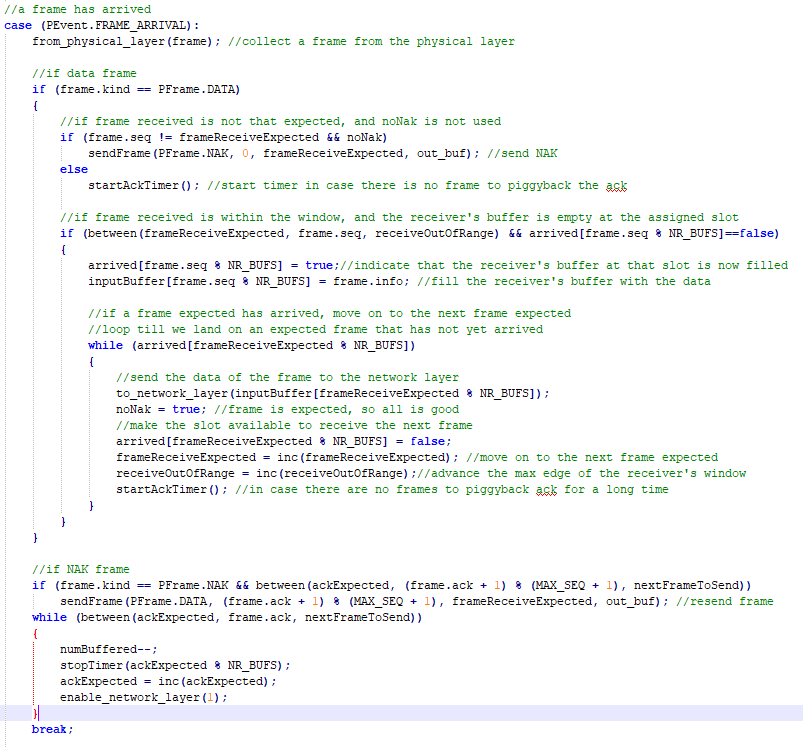 //a frame has arrived
case (PEvent.FRAME_ARRIVAL):
from_physical_layer(frame); //collect a frame from the physical layer
//if data frame
if (frame.kind == PFrame.DATA)
{
//if frame received is not that expected, and noNak is not used
if (frame.seq != frameReceiveExpected && noNak)
sendFrame(PFrame.NAK, 0, frameReceiveExpected, out_buf); //send NAK
else
startAckTimer(); //start timer in case there is no frame to piggyback the ack
//if frame received is within the window, and the receiver's buffer is empty at the assigned slot
if (between(frameReceiveExpected, frame.seq, receiveOutOfRange) && arrived[frame.seq % NR_BUFS]==false)
{
arrived[frame.seq % NR_BUFS] = true;//indicate that the receiver's buffer at that slot is now filled
inputBuffer[frame.seq % NR_BUFS] = frame.info; //fill the receiver's buffer with the data
//if a frame expected has arrived, move on to the next frame expected
//loop till we land on an expected frame that has not yet arrived
while (arrived[frameReceiveExpected % NR_BUFS])
{
//send the data of the frame to the network layer
to_network_layer(inputBuffer[frameReceiveExpected % NR_BUFS]);
noNak = true; //frame is expected, so all is good
//make the slot available to receive the next frame
arrived[frameReceiveExpected % NR_BUFS] = false;
frameReceiveExpected = inc(frameReceiveExpected); //move on to the next frame expected
receiveOutOfRange = inc(receiveOutOfRange);//advance the max edge of the receiver's window
startAckTimer(); //in case there are no frames to piggyback ack for a long time
}
}
}
//if NAK frame
if (frame.kind == PFrame.NAK && between(ackExpected, (frame.ack + 1) % (MAX_SEQ + 1), nextFrameToSend))
sendFrame(PFrame.DATA, (frame.ack + 1) % (MAX_SEQ + 1), frameReceiveExpected, out_buf); //resend frame
while (between(ackExpected, frame.ack, nextFrameToSend))
{
numBuffered--;
stopTimer(ackExpected % NR_BUFS);
ackExpected = inc(ackExpected);
enable_network_layer(1);
}
break;